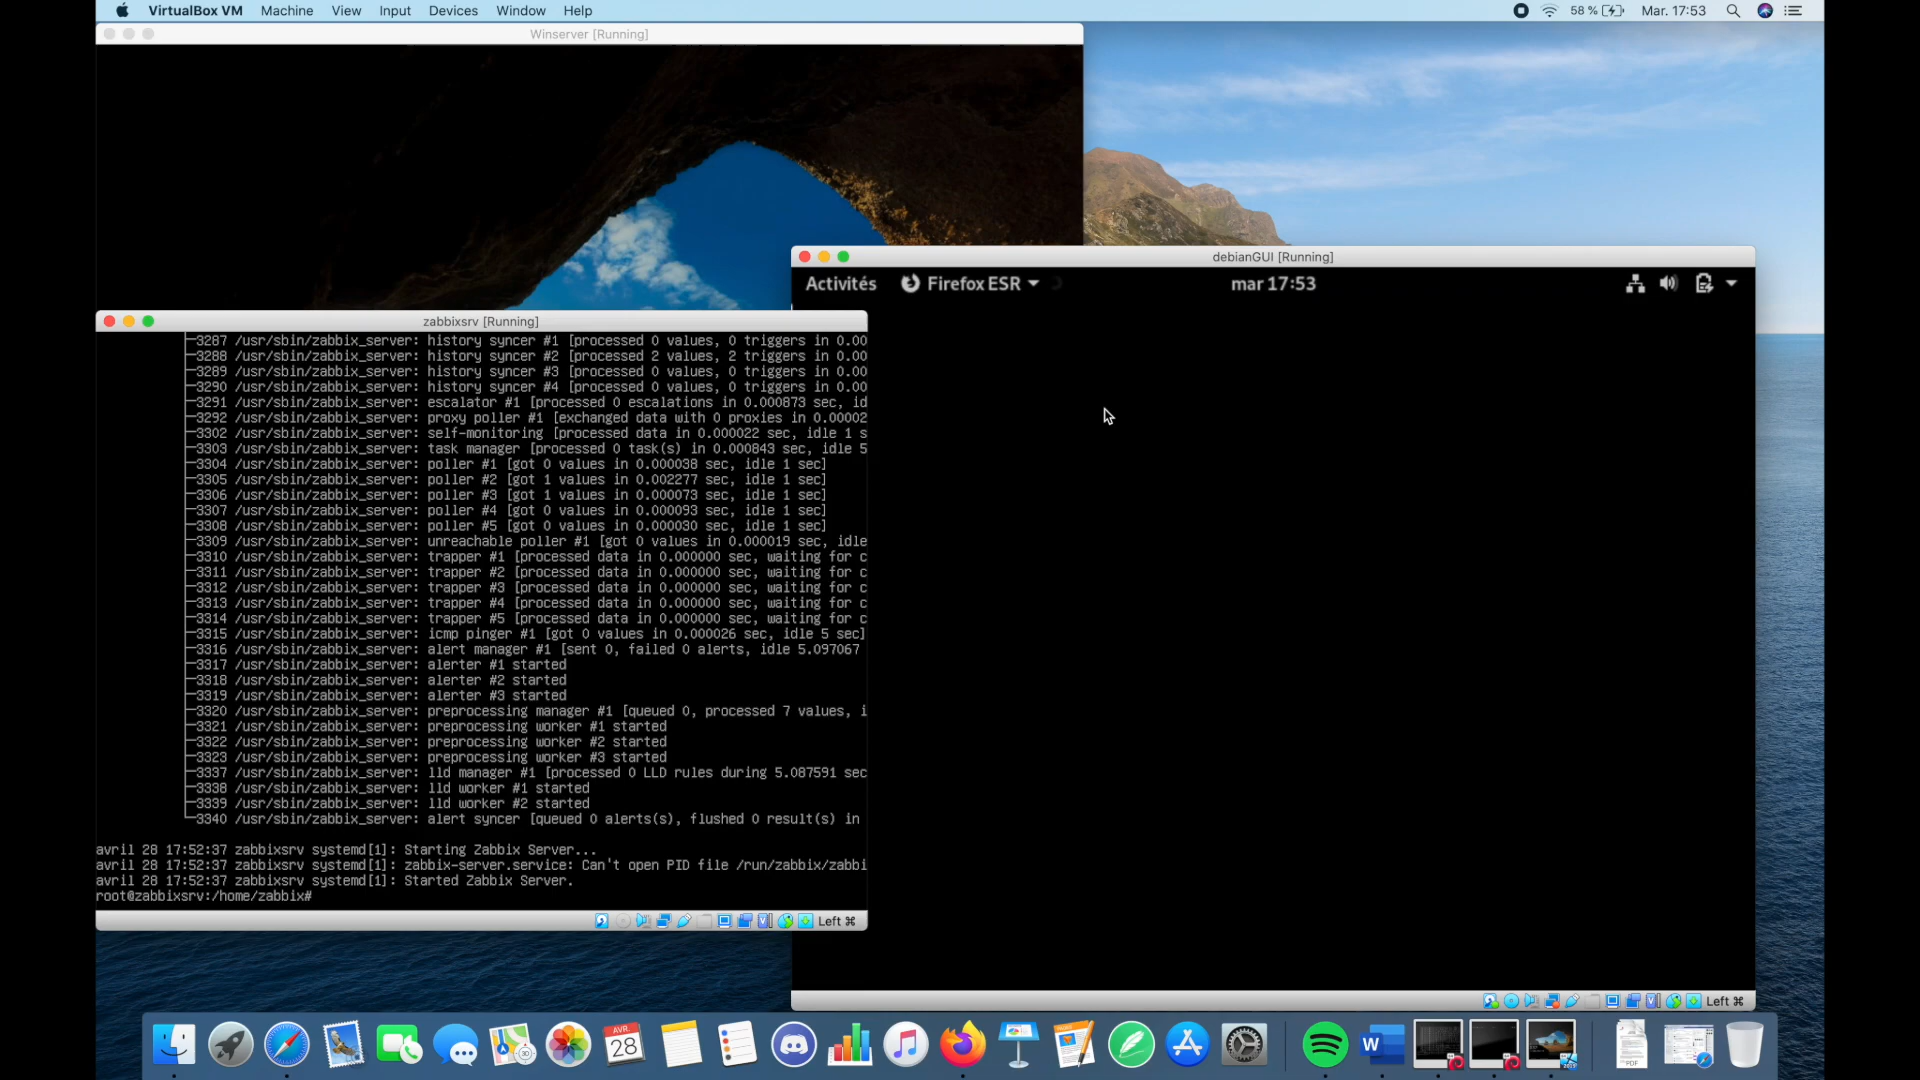 VirtualBox VM Machine View Input Devices Window Help 58 % Mar. 17:53
Winserver [Running]
debianGUI [Running]
Activités Firefox ESR mar 17:53
zabbixsrv [Running]
├─3287 /usr/sbin/zabbix_server: history syncer #1 [processed 0 values, 0 triggers in 0.00
├─3288 /usr/sbin/zabbix_server: history syncer #2 [processed 2 values, 2 triggers in 0.00
├─3289 /usr/sbin/zabbix_server: history syncer #3 [processed 0 values, 0 triggers in 0.00
├─3290 /usr/sbin/zabbix_server: history syncer #4 [processed 0 values, 0 triggers in 0.00
├─3291 /usr/sbin/zabbix_server: escalator #1 [processed 0 escalations in 0.000873 sec, id
├─3292 /usr/sbin/zabbix_server: proxy poller #1 [exchanged data with 0 proxies in 0.00002
├─3302 /usr/sbin/zabbix_server: self-monitoring [processed data in 0.000022 sec, idle 1 s
├─3303 /usr/sbin/zabbix_server: task manager [processed 0 task(s) in 0.000843 sec, idle 5
├─3304 /usr/sbin/zabbix_server: poller #1 [got 0 values in 0.000038 sec, idle 1 sec]
├─3305 /usr/sbin/zabbix_server: poller #2 [got 1 values in 0.002277 sec, idle 1 sec]
├─3306 /usr/sbin/zabbix_server: poller #3 [got 1 values in 0.000073 sec, idle 1 sec]
├─3307 /usr/sbin/zabbix_server: poller #4 [got 0 values in 0.000093 sec, idle 1 sec]
├─3308 /usr/sbin/zabbix_server: poller #5 [got 0 values in 0.000030 sec, idle 1 sec]
├─3309 /usr/sbin/zabbix_server: unreachable poller #1 [got 0 values in 0.000019 sec, idle
├─3310 /usr/sbin/zabbix_server: trapper #1 [processed data in 0.000000 sec, waiting for c
├─3311 /usr/sbin/zabbix_server: trapper #2 [processed data in 0.000000 sec, waiting for c
├─3312 /usr/sbin/zabbix_server: trapper #3 [processed data in 0.000000 sec, waiting for c
├─3313 /usr/sbin/zabbix_server: trapper #4 [processed data in 0.000000 sec, waiting for c
├─3314 /usr/sbin/zabbix_server: trapper #5 [processed data in 0.000000 sec, waiting for c
├─3315 /usr/sbin/zabbix_server: icmp pinger #1 [got 0 values in 0.000026 sec, idle 5 sec]
├─3316 /usr/sbin/zabbix_server: alert manager #1 [sent 0, failed 0 alerts, idle 5.097067
├─3317 /usr/sbin/zabbix_server: alerter #1 started
├─3318 /usr/sbin/zabbix_server: alerter #2 started
├─3319 /usr/sbin/zabbix_server: alerter #3 started
├─3320 /usr/sbin/zabbix_server: preprocessing manager #1 [queued 0, processed 7 values, i
├─3321 /usr/sbin/zabbix_server: preprocessing worker #1 started
├─3322 /usr/sbin/zabbix_server: preprocessing worker #2 started
├─3323 /usr/sbin/zabbix_server: preprocessing worker #3 started
├─3337 /usr/sbin/zabbix_server: lld manager #1 [processed 0 LLD rules during 5.087591 sec
├─3338 /usr/sbin/zabbix_server: lld worker #1 started
├─3339 /usr/sbin/zabbix_server: lld worker #2 started
└─3340 /usr/sbin/zabbix_server: alert syncer [queued 0 alerts(s), flushed 0 result(s) in
avril 28 17:52:37 zabbixsrv systemd[1]: Starting Zabbix Server...
avril 28 17:52:37 zabbixsrv systemd[1]: zabbix-server.service: Can't open PID file /run/zabbix/zabbi
avril 28 17:52:37 zabbixsrv systemd[1]: Started Zabbix Server.
root@zabbixsrv:/home/zabbix#
Left ⌘
Left ⌘
AVR.
28
W
PDF